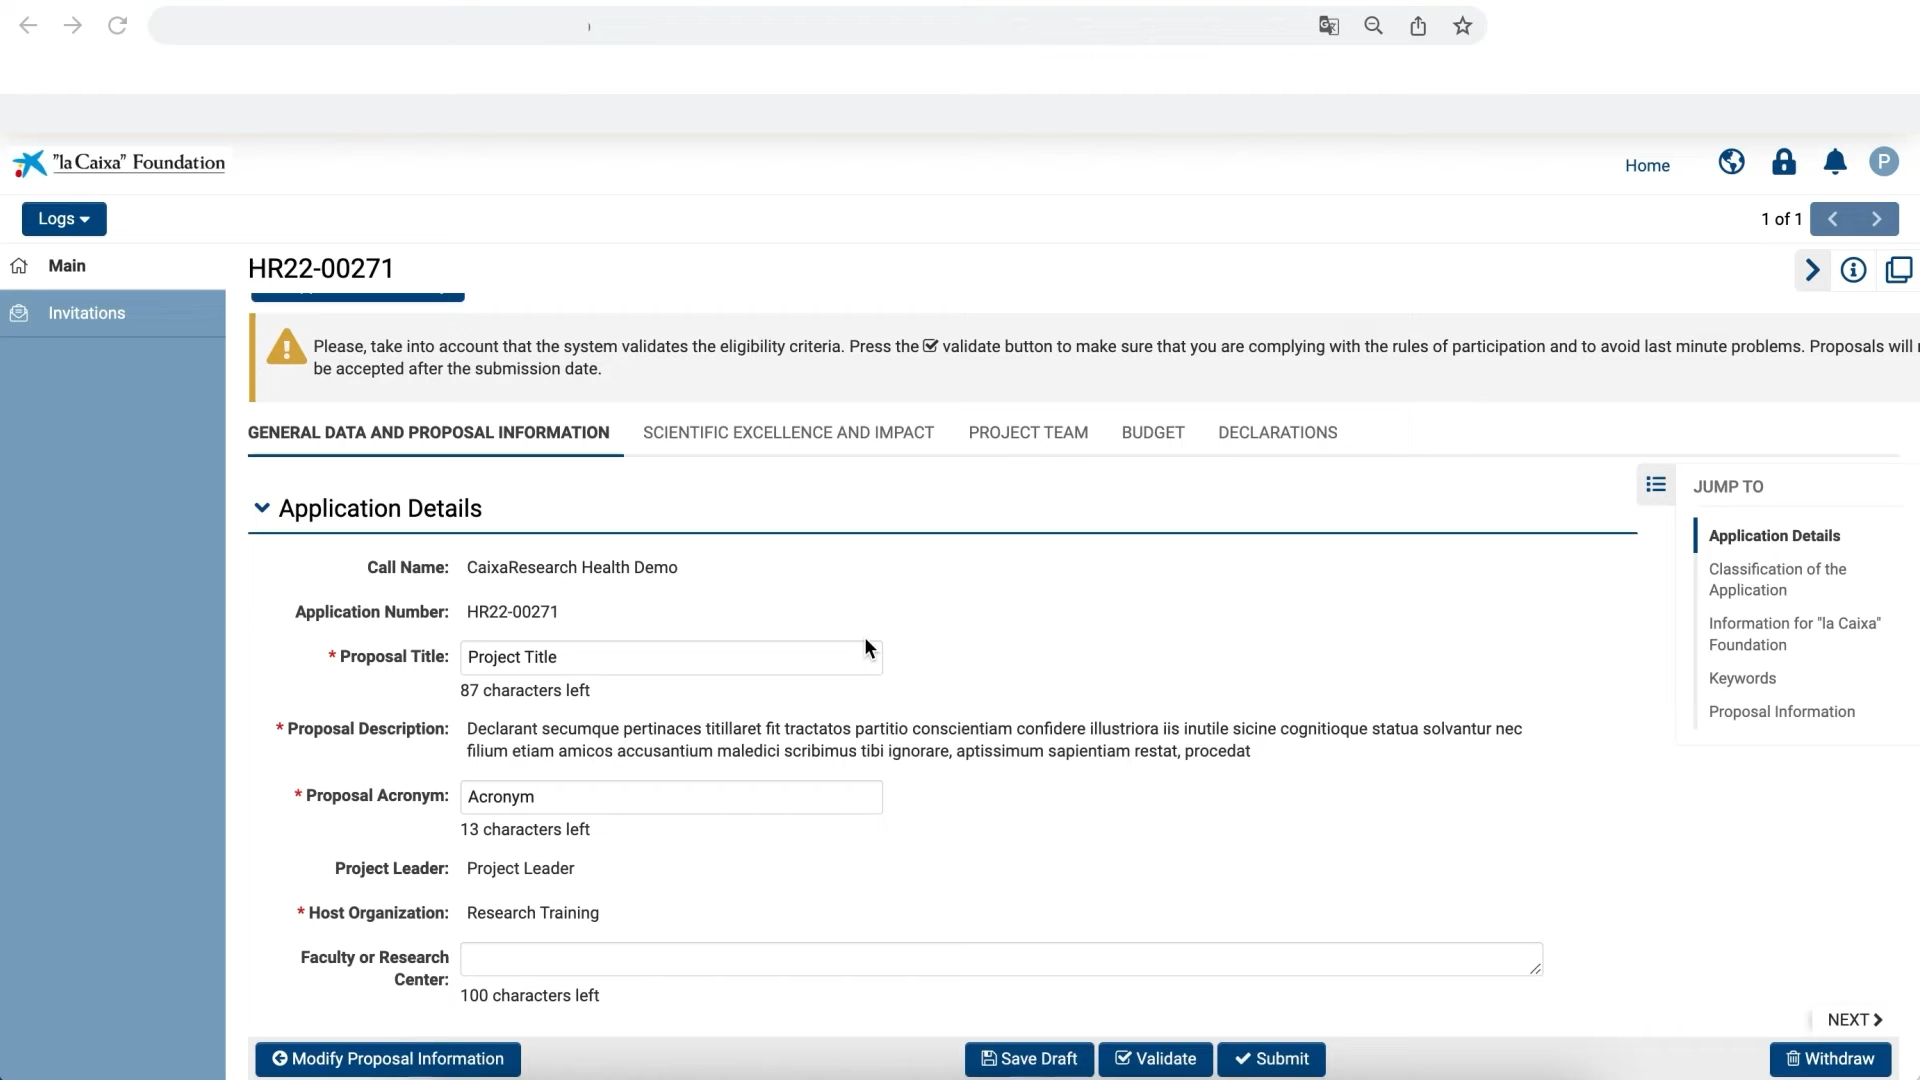 "la Caixa" Foundation
Home
P
Logs
1 of 1
Main
HR22-00271
Invitations
Please, take into account that the system validates the eligibility criteria. Press the validate button to make sure that you are complying with the rules of participation and to avoid last minute problems. Proposals will
be accepted after the submission date.
GENERAL DATA AND PROPOSAL INFORMATION SCIENTIFIC EXCELLENCE AND IMPACT PROJECT TEAM BUDGET DECLARATIONS
JUMP TO
Application Details
Application Details
Classification of the
Application
Information for "la Caixa"
Foundation
Keywords
Proposal Information
Call Name: CaixaResearch Health Demo
Application Number: HR22-00271
* Proposal Title: Project Title
87 characters left
* Proposal Description: Declarant secumque pertinaces titillaret fit tractatos partitio conscientiam confidere illustriora iis inutile sicine cognitioque statua solvantur nec
filium etiam amicos accusantium maledici scribimus tibi ignorare, aptissimum sapientiam restat, procedat
* Proposal Acronym: Acronym
13 characters left
Project Leader: Project Leader
* Host Organization: Research Training
Faculty or Research
Center:
100 characters left
NEXT
Modify Proposal Information Save Draft Validate Submit Withdraw